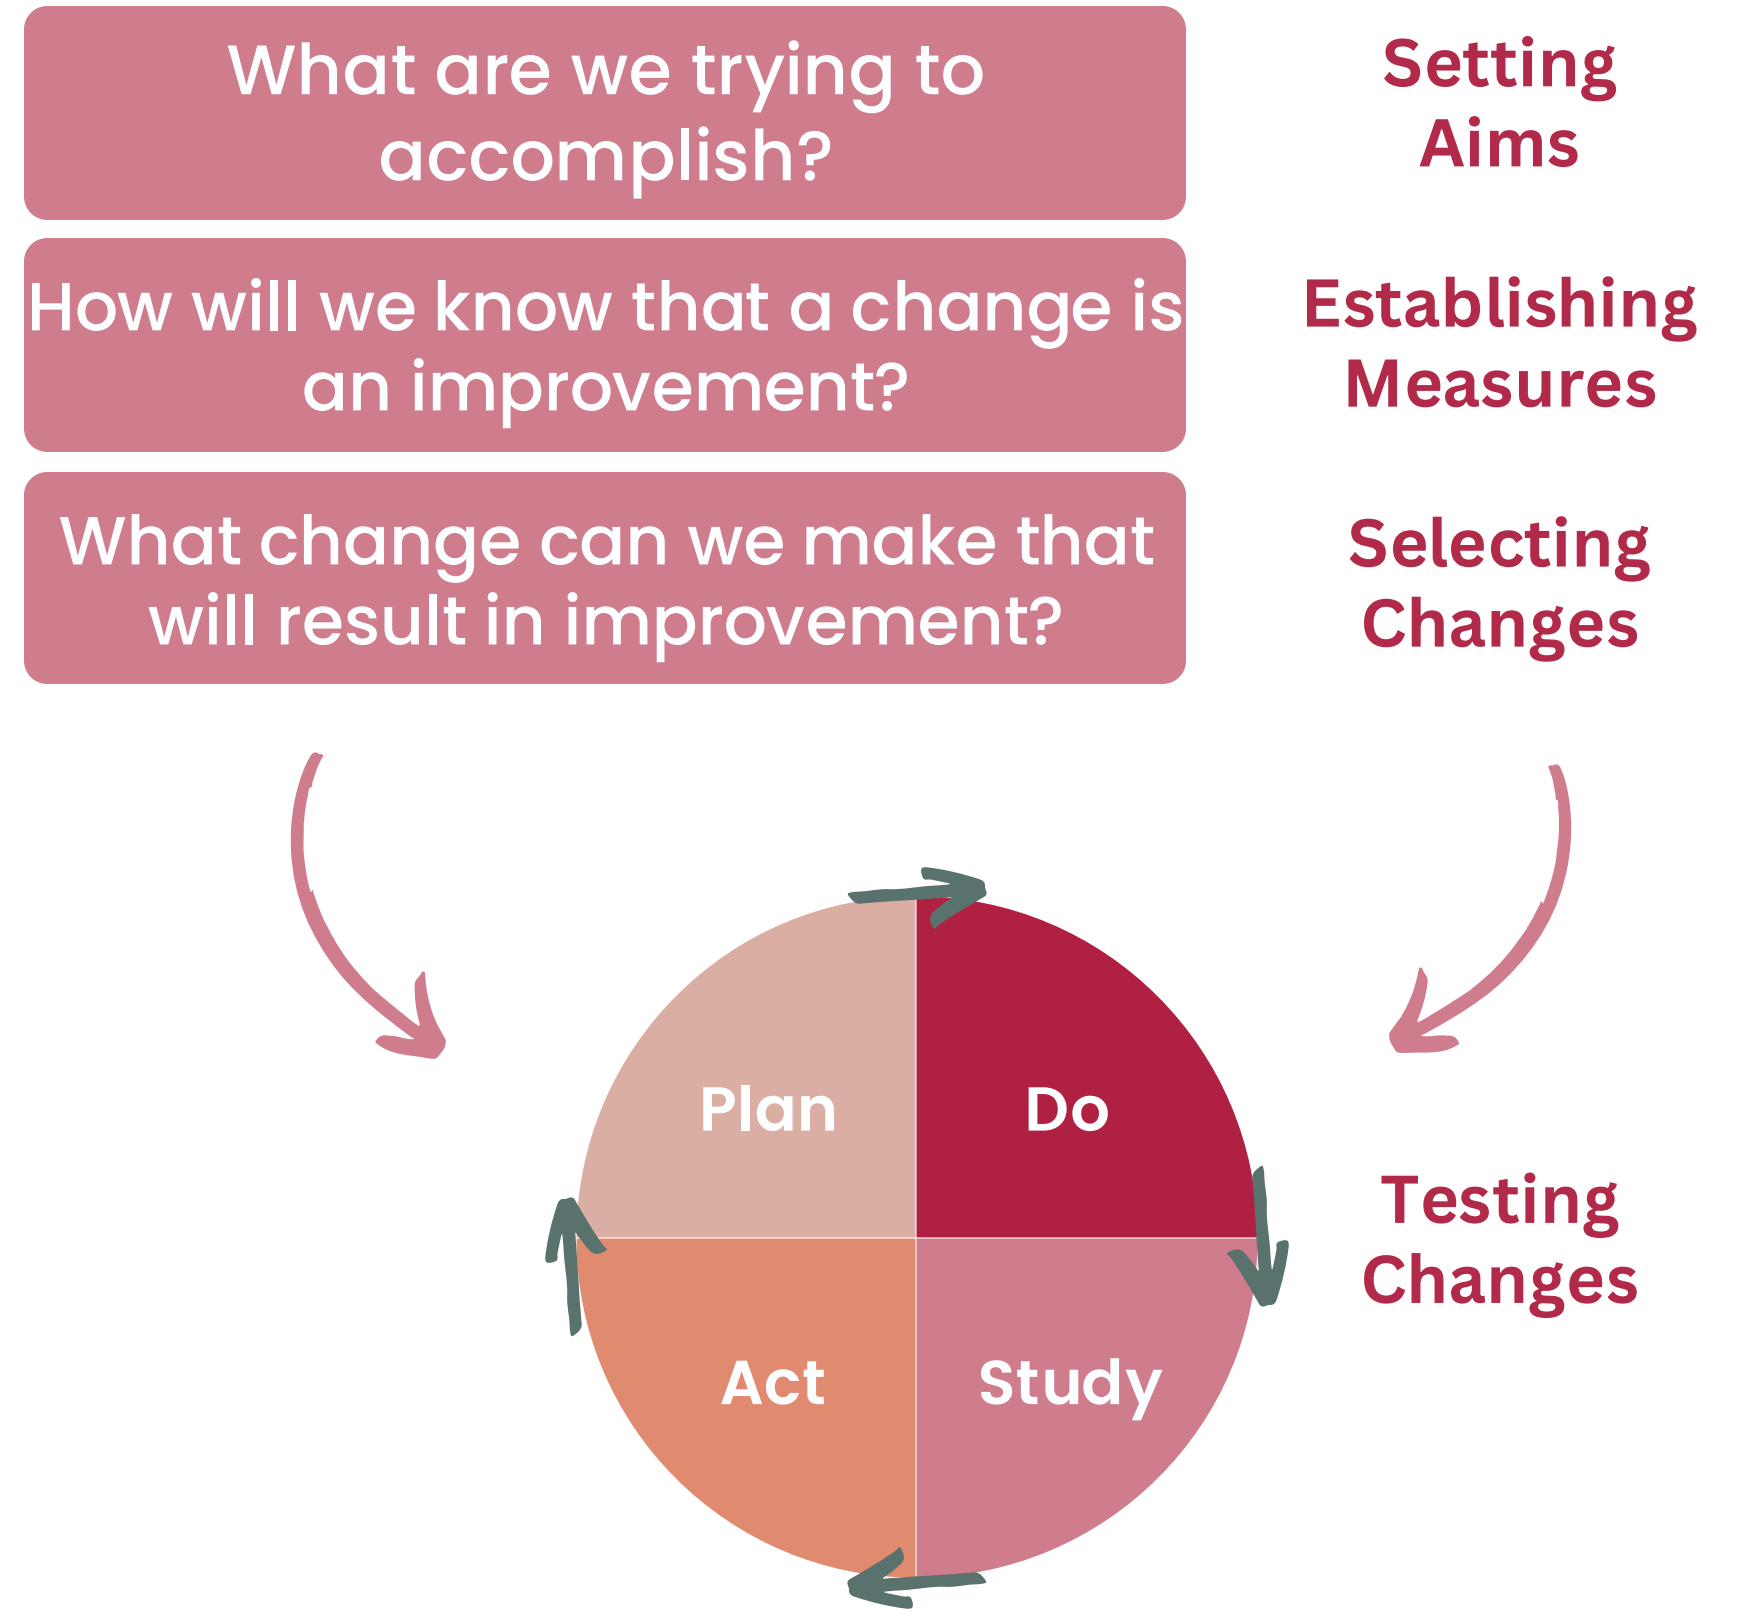 What are we trying to
accomplish?
Setting
Aims
How will we know that a change is
an improvement?
Establishing
Measures
What change can we make that
will result in improvement?
Selecting
Changes
Plan
Do
Testing
Changes
Act
Study